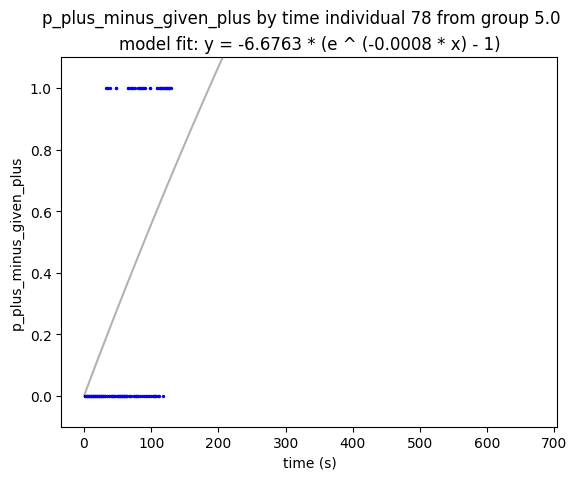 p_plus_minus_given_plus by time individual 78 from group 5.0
model fit: y = -6.6763 * (e ^ (-0.0008 * x) - 1)
1.0
0.8
0.6
0.4
0.2
0.0
p_plus_minus_given_plus
0 100 200 300 400 500 600 700
time (s)